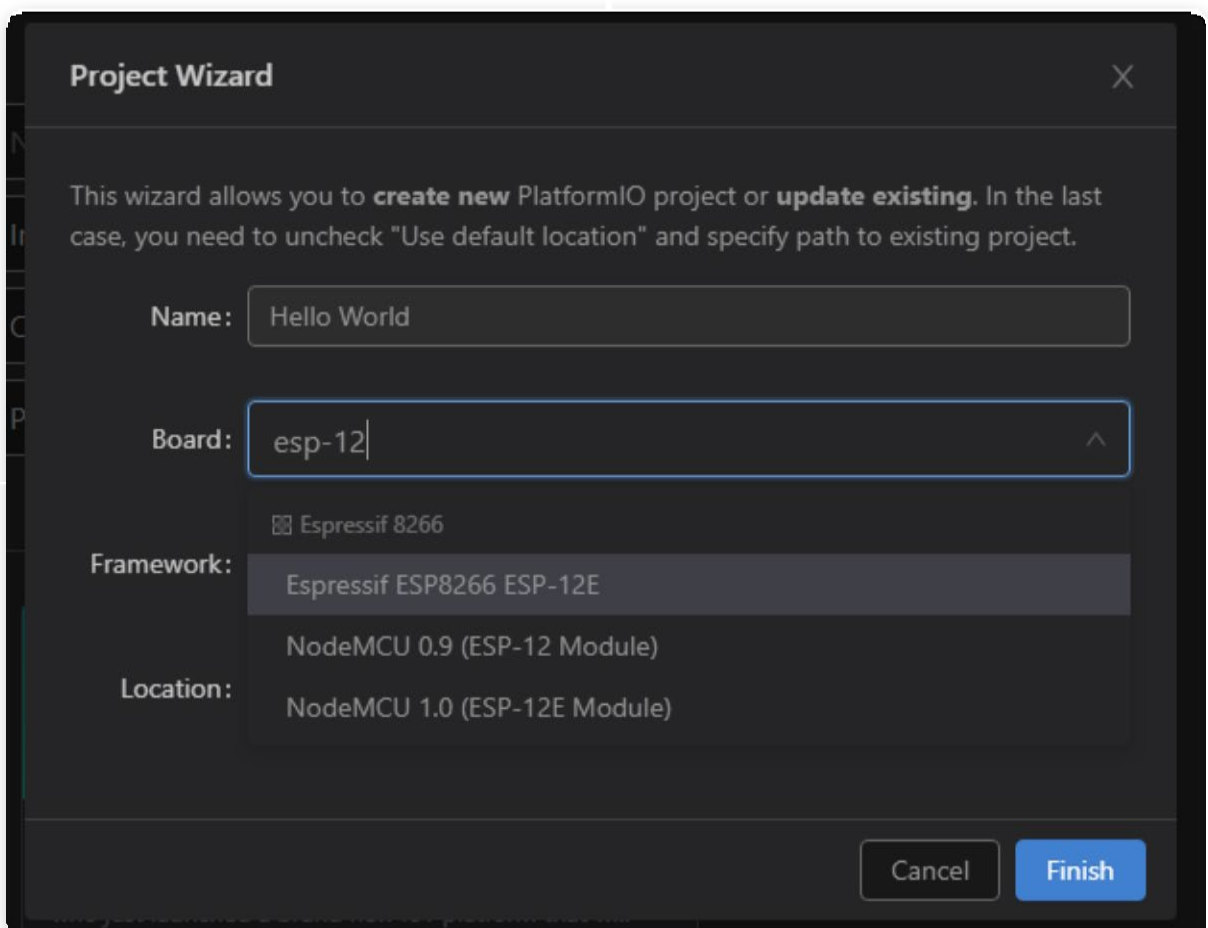 Project Wizard
This wizard allows you to create new PlatformIO project or update existing. In the last
case, you need to uncheck "Use default location" and specify path to existing project.
Name: Hello World
Board: esp-12
Espressif 8266
Framework:
Espressif ESP8266 ESP-12E
NodeMCU 0.9 (ESP-12 Module)
Location:
NodeMCU 1.0 (ESP-12E Module)
Cancel Finish